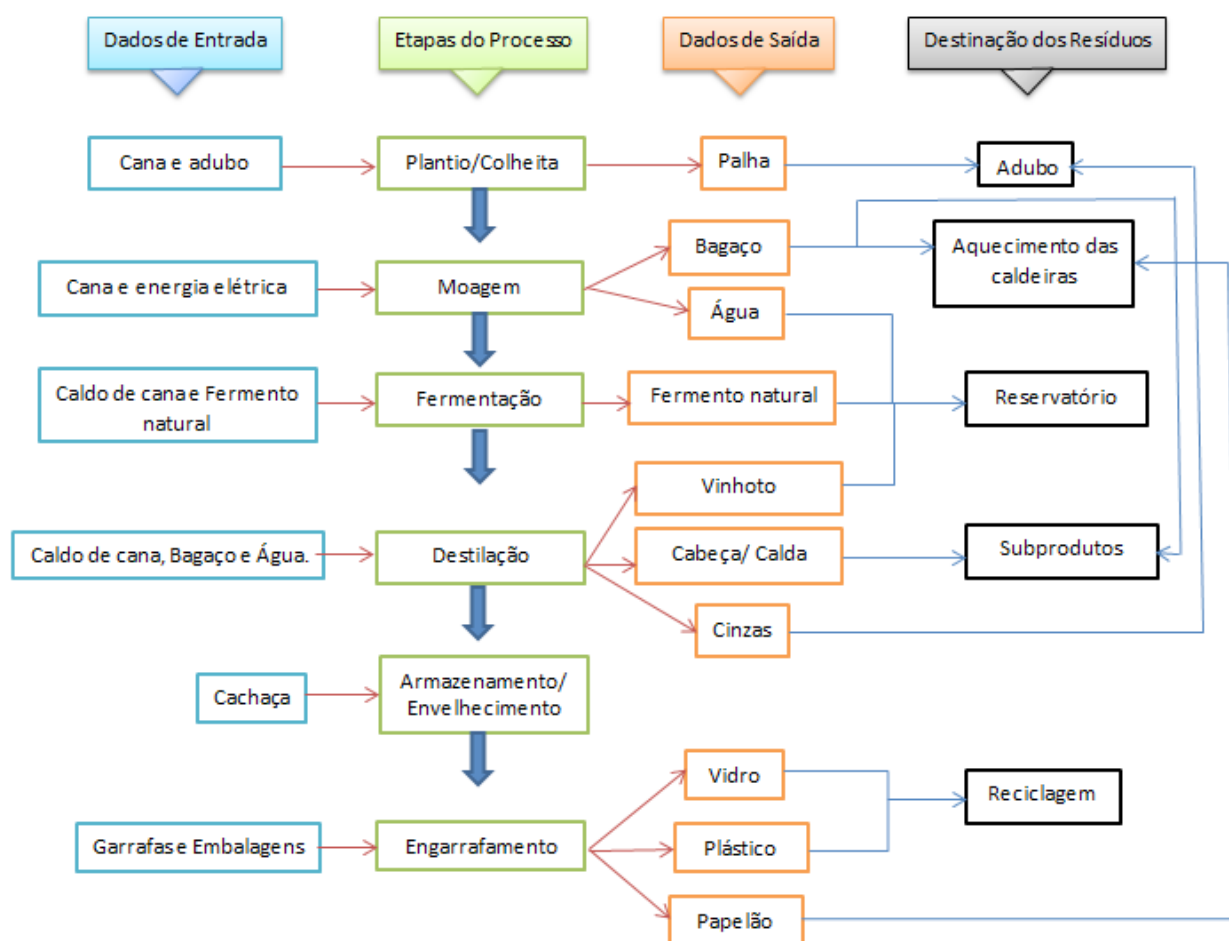 Dados de Entrada
Etapas do Processo
Dados de Saída
Destinação dos Resíduos
Cana e adubo
Plantio/Colheita
Palha
Adubo
Cana e energia elétrica
Moagem
Bagaço
Água
Aquecimento das
caldeiras
Caldo de cana e Fermento
natural
Fermentação
Fermento natural
Reservatório
Vinhoto
Caldo de cana, Bagaço e Água.
Destilação
Cabeça/ Calda
Subprodutos
Cinzas
Cachaça
Armazenamento/
Envelhecimento
Vidro
Reciclagem
Garrafas e Embalagens
Engarrafamento
Plástico
Papelão